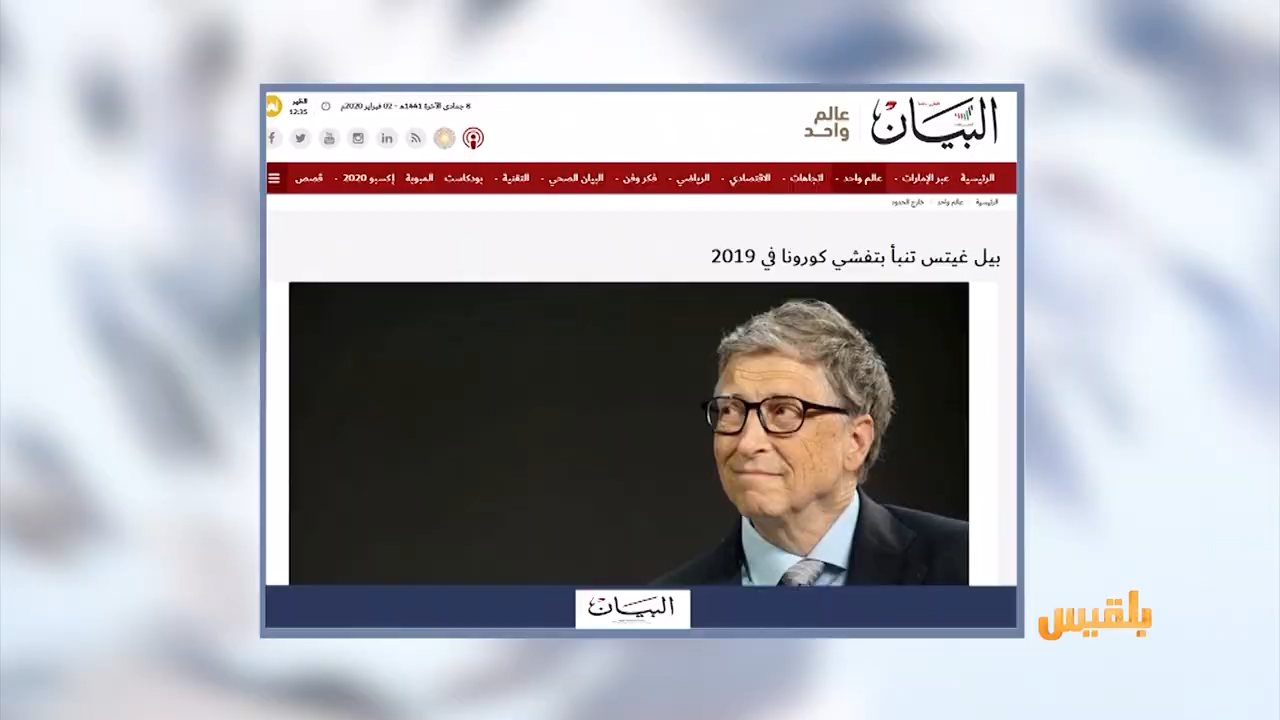 البيان
عالم
واحد
8 جمادى الآخرة 1441هـ - 02 فبراير 2020م
الظهر
12:35
الرئيسية عبر الإمارات - عالم واحد - اتجاهات - الاقتصادي - الرياضي - فكر وفن - البيان الصحي - التقنية - بودكاست المبوبة إكسبو 2020 - قصص
الرئيسية عالم واحد خارج الحدود
بيل غيتس تنبأ بتفشي كورونا في 2019
البيان
بلقيس